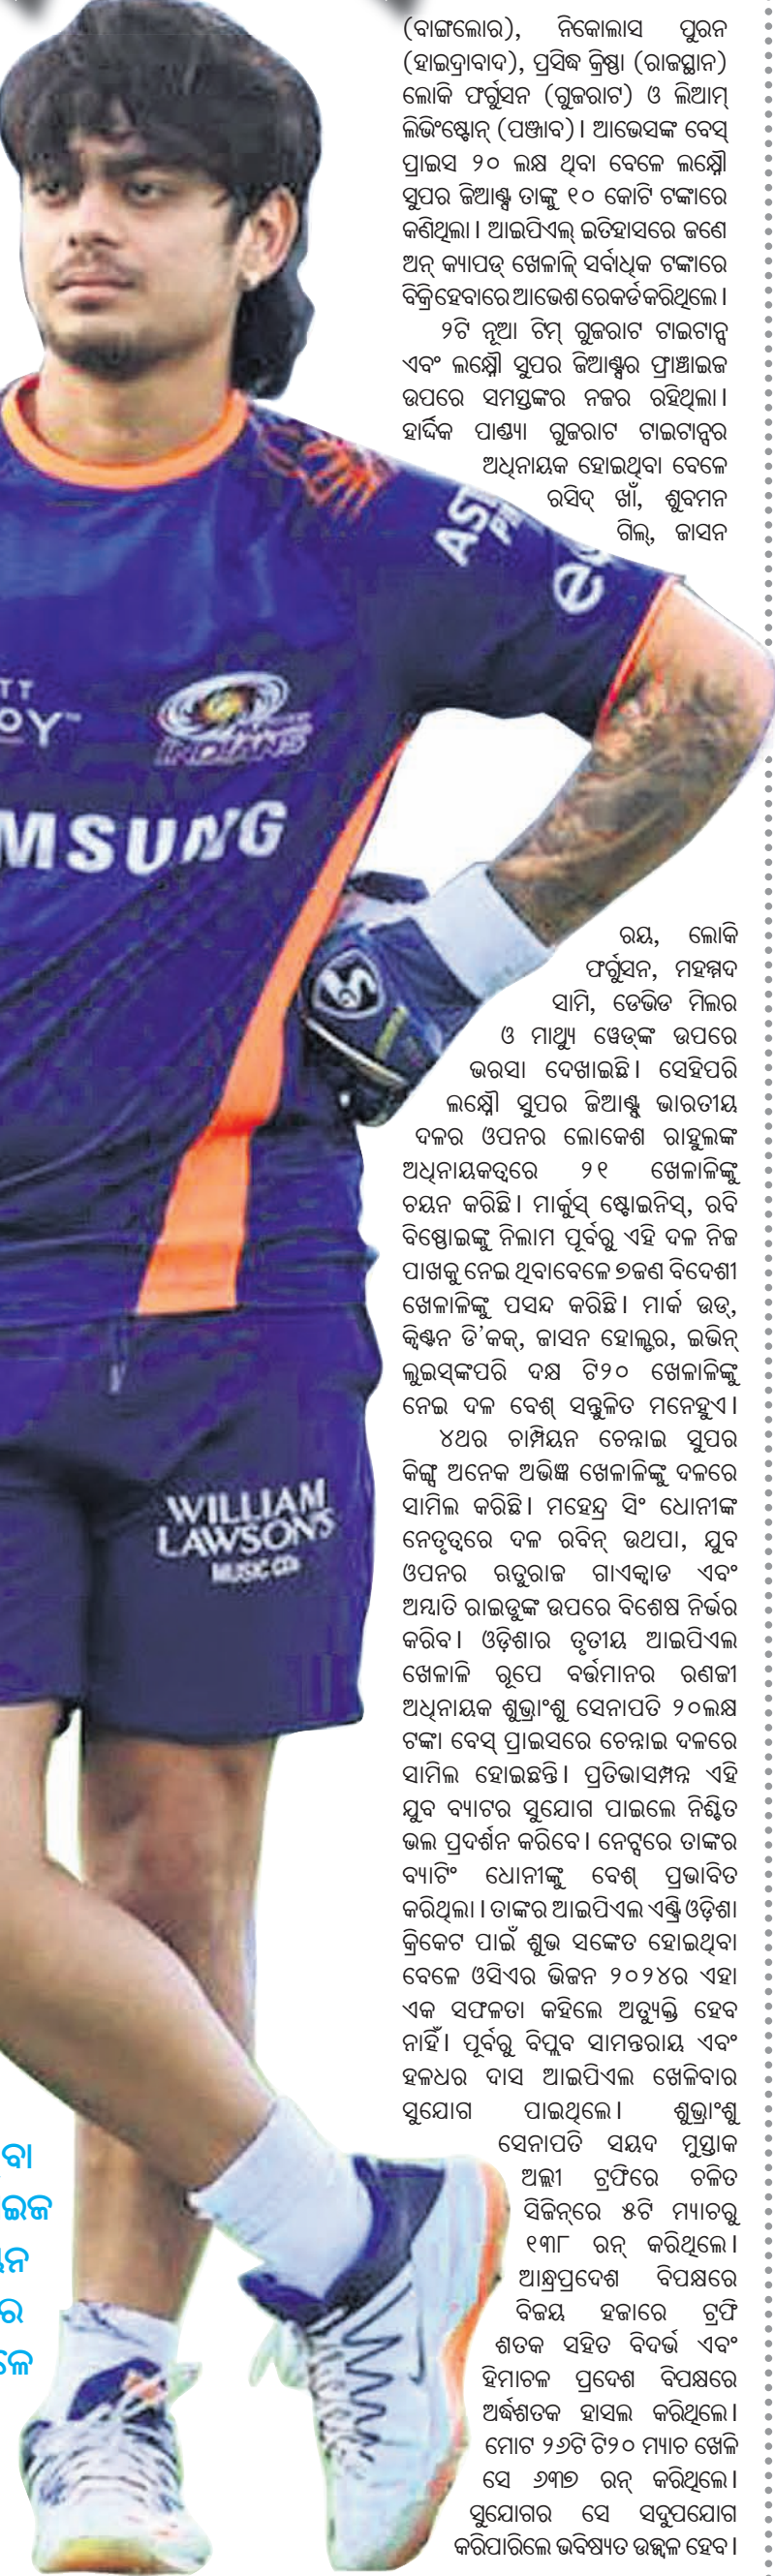 (ବାଙ୍ଗଲୋର), ନିକୋଲାସ ପୁରନ
(ହାଇଦ୍ରାବାଦ), ପ୍ରସିଦ୍ଧ କ୍ରିଷ୍ଣା (ରାଜସ୍ଥାନ)
ଲୋକି ଫର୍ଗୁସନ (ଗୁଜରାଟ) ଓ ଲିଆମ୍
ଲିଭିଂଷ୍ଟୋନ୍ (ପଞ୍ଜାବ)। ଆଭେସଙ୍କ ବେସ୍
ପ୍ରାଇସ ୨୦ ଲକ୍ଷ ଥିବା ବେଳେ ଲକ୍ଷ୍ନୌ
ସୁପର ଜିଆଣ୍ଟ୍ସ ତାଙ୍କୁ ୧୦ କୋଟି ଟଙ୍କାରେ
କଣିଥିଲା। ଆଇପିଏଲ୍ ଇତିହାସରେ ଜଣେ
ଅନ୍ କ୍ୟାପଡ୍ ଖେଳାଳି ସର୍ବାଧିକ ଟଙ୍କାରେ
ବିକ୍ରିହେବାରେ ଆଭେଶ ରେକର୍ଡକରିଥିଲେ।
୨ଟି ନୂଆ ଟିମ୍ ଗୁଜରାଟ ଟାଇଟାନ୍ସ
ଏବଂ ଲକ୍ଷ୍ନୌ ସୁପର ଜିଆଣ୍ଟ୍ସର ଫ୍ରାଞ୍ଚାଇଜ
ଉପରେ ସମସ୍ତଙ୍କର ନଜର ରହିଥିଲା।
ହାର୍ଦ୍ଦିକ ପାଣ୍ଡ୍ୟା ଗୁଜରାଟ ଟାଇଟାନ୍ସର
ଅଧିନାୟକ ହୋଇଥିବା ବେଳେ
ରସିଦ୍ ଖାଁ, ଶୁବମନ
ଗିଲ୍, ଜାସନ
INDIANS
MSUNG
ରୟ, ଲୋକି
ଫର୍ଗୁସନ, ମହମ୍ମଦ
ସାମି, ଡେଭିଡ ମିଲର
ଓ ମାଥ୍ୟୁ ୱେଡ୍‌ଙ୍କ ଉପରେ
ଭରସା ଦେଖାଇଛି। ସେହିପରି
ଲକ୍ଷ୍ନୌ ସୁପର ଜିଆଣ୍ଟ୍ସ ଭାରତୀୟ
ଦଳର ଓପନର ଲୋକେଶ ରାହୁଲଙ୍କ
ଅଧିନାୟକତ୍ୱରେ ୨୧ ଖେଳାଳିଙ୍କୁ
ଚୟନ କରିଛି। ମାର୍କୁସ୍ ଷ୍ଟୋଇନିସ୍, ରବି
ବିଷ୍ଣୋଇଙ୍କୁ ନିଲାମ ପୂର୍ବରୁ ଏହି ଦଳ ନିଜ
ପାଖକୁ ନେଇ ଥିବାବେଳେ ୭ଜଣ ବିଦେଶୀ
ଖେଳାଳିଙ୍କୁ ପସନ୍ଦ କରିଛି। ମାର୍କ ଉଡ୍,
କ୍ୱିଣ୍ଟନ ଡି'କକ୍, ଜାସନ ହୋଲ୍ଡର, ଇଭିନ୍
ଲୁଇସ୍‌ଙ୍କପରି ଦକ୍ଷ ଟି୨୦ ଖେଳାଳିଙ୍କୁ
ନେଇ ଦଳ ବେଶ୍ ସନ୍ତୁଳିତ ମନେହୁଏ।
୪ଥର ଚାମ୍ପିୟନ ଚେନ୍ନାଇ ସୁପର
କିଙ୍ଗ୍ସ ଅନେକ ଅଭିଜ୍ଞ ଖେଳାଳିଙ୍କୁ ଦଳରେ
ସାମିଲ କରିଛି। ମହେନ୍ଦ୍ର ସିଂ ଧୋନୀଙ୍କ
ନେତୃତ୍ୱରେ ଦଳ ରବିନ୍ ଉଥପା, ଯୁବ
ଓପନର ଋତୁରାଜ ଗାଏକ୍ୱାଡ ଏବଂ
ଅମ୍ବାତି ରାଇଡୁଙ୍କ ଉପରେ ବିଶେଷ ନିର୍ଭର
କରିବ। ଓଡ଼ିଶାର ତୃତୀୟ ଆଇପିଏଲ
ଖେଳାଳି ରୂପେ ବର୍ତ୍ତମାନର ରଣଜୀ
ଅଧିନାୟକ ଶୁଭ୍ରାଂଶୁ ସେନାପତି ୨୦ଲକ୍ଷ
ଟଙ୍କା ବେସ୍ ପ୍ରାଇସରେ ଚେନ୍ନାଇ ଦଳରେ
ସାମିଲ ହୋଇଛନ୍ତି। ପ୍ରତିଭାସମ୍ପନ୍ନ ଏହି
ଯୁବ ବ୍ୟାଟର ସୁଯୋଗ ପାଇଲେ ନିଶ୍ଚିତ
ଭଲ ପ୍ରଦର୍ଶନ କରିବେ। ନେଟ୍ସରେ ତାଙ୍କର
ବ୍ୟାଟିଂ ଧୋନୀଙ୍କୁ ବେଶ୍ ପ୍ରଭାବିତ
କରିଥିଲା। ତାଙ୍କର ଆଇପିଏଲ ଏଣ୍ଟ୍ରି ଓଡ଼ିଶା
କ୍ରିକେଟ ପାଇଁ ଶୁଭ ସଙ୍କେତ ହୋଇଥିବା
ବେଳେ ଓସିଏର ଭିଜନ ୨୦୨୪ର ଏହା
ଏକ ସଫଳତା କହିଲେ ଅତ୍ୟୁକ୍ତି ହେବ
ନାହିଁ। ପୂର୍ବରୁ ବିପ୍ଲବ ସାମନ୍ତରାୟ ଏବଂ
ହଳଧର ଦାସ ଆଇପିଏଲ ଖେଳିବାର
ସୁଯୋଗ ପାଇଥିଲେ। ଶୁଭ୍ରାଂଶୁ
ସେନାପତି ସୟଦ ମୁସ୍ତାକ
ଅଲ୍ଲୀ ଟ୍ରଫିରେ ଚଳିତ
ସିଜିନ୍‌ରେ ୫ଟି ମ୍ୟାଚରୁ
୧୩୮ ରନ୍ କରିଥିଲେ।
ଆନ୍ଧ୍ରପ୍ରଦେଶ ବିପକ୍ଷରେ
ବିଜୟ ହଜାରେ ଟ୍ରଫି
ଶତକ ସହିତ ବିଦର୍ଭ ଏବଂ
ହିମାଚଳ ପ୍ରଦେଶ ବିପକ୍ଷରେ
ଅର୍ଦ୍ଧଶତକ ହାସଲ କରିଥିଲେ।
ମୋଟ ୨୬ଟି ଟି୨୦ ମ୍ୟାଚ ଖେଳି
ସେ ୬୩୭ ରନ୍ କରିଥିଲେ।
ସୁଯୋଗର ସେ ସଦୁପଯୋଗ
କରିପାରିଲେ ଭବିଷ୍ୟତ ଉଜ୍ଜ୍ୱଳ ହେବ।
WILLIAM
LAWSON'S
MUSIC CDs
ବା
ଇଜ
ର